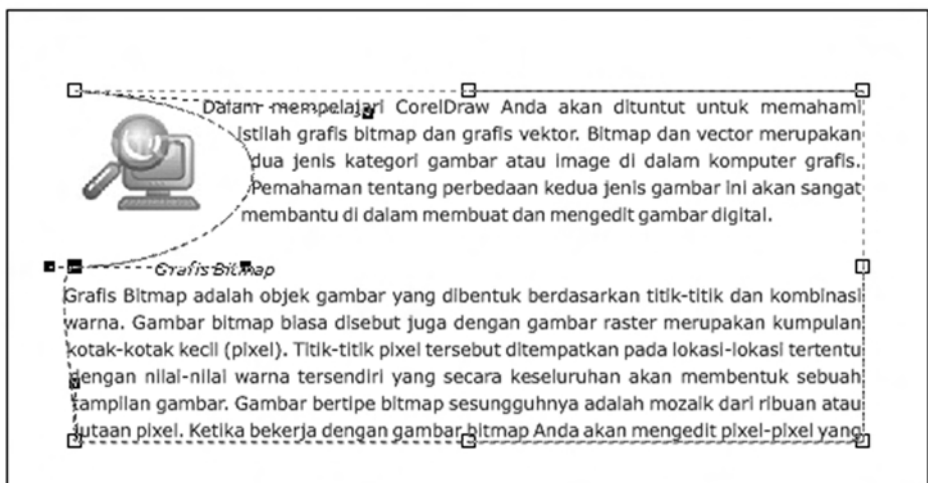 Dalam mempelajari CorelDraw Anda akan dituntut untuk memahami
istilah grafis bitmap dan grafis vektor. Bitmap dan vector merupakan
dua jenis kategori gambar atau image di dalam komputer grafis.
Pemahaman tentang perbedaan kedua jenis gambar ini akan sangat
membantu di dalam membuat dan mengedit gambar digital.
Grafis Bitmap
Grafis Bitmap adalah objek gambar yang dibentuk berdasarkan titik-titik dan kombinasi
warna. Gambar bitmap biasa disebut juga dengan gambar raster merupakan kumpulan
kotak-kotak kecil (pixel). Titik-titik pixel tersebut ditempatkan pada lokasi-lokasi tertentu
dengan nilai-nilai warna tersendiri yang secara keseluruhan akan membentuk sebuah
tampilan gambar. Gambar bertipe bitmap sesungguhnya adalah mozaik dari ribuan atau
jutaan pixel. Ketika bekerja dengan gambar bitmap Anda akan mengedit pixel-pixel yang